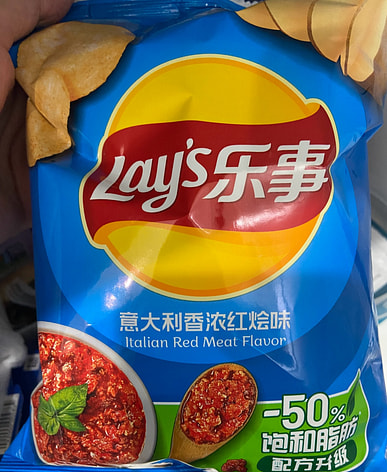 Lay's乐事
意大利香浓红烩味
Italian Red Meat Flavor
-50%
饱和脂肪
配方升级